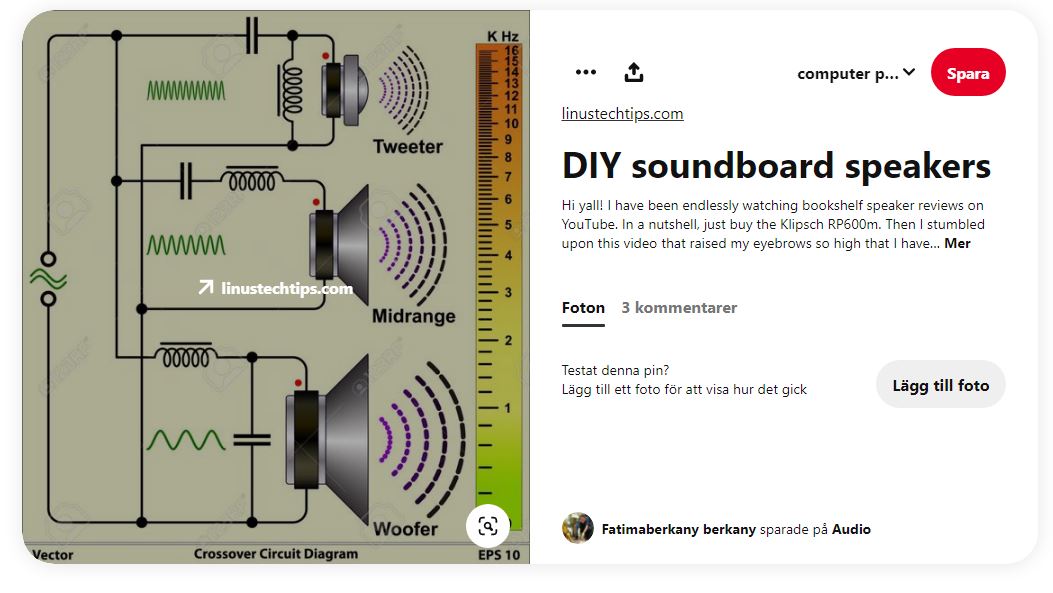 K Hz
16
15
14
13
12
11
10
9
8
7
6
5
4
3
2
1
Tweeter
linustechtips.com
Midrange
Woofer
Vector
Crossover Circuit Diagram
EPS 10
computer p...
Spara
linustechtips.com
DIY soundboard speakers
Hi yall! I have been endlessly watching bookshelf speaker reviews on
YouTube. In a nutshell, just buy the Klipsch RP600m. Then I stumbled
upon this video that raised my eyebrows so high that I have... Mer
Foton 3 kommentarer
Testat denna pin?
Lägg till ett foto för att visa hur det gick
Lägg till foto
Fatimaberkany berkany sparade på Audio